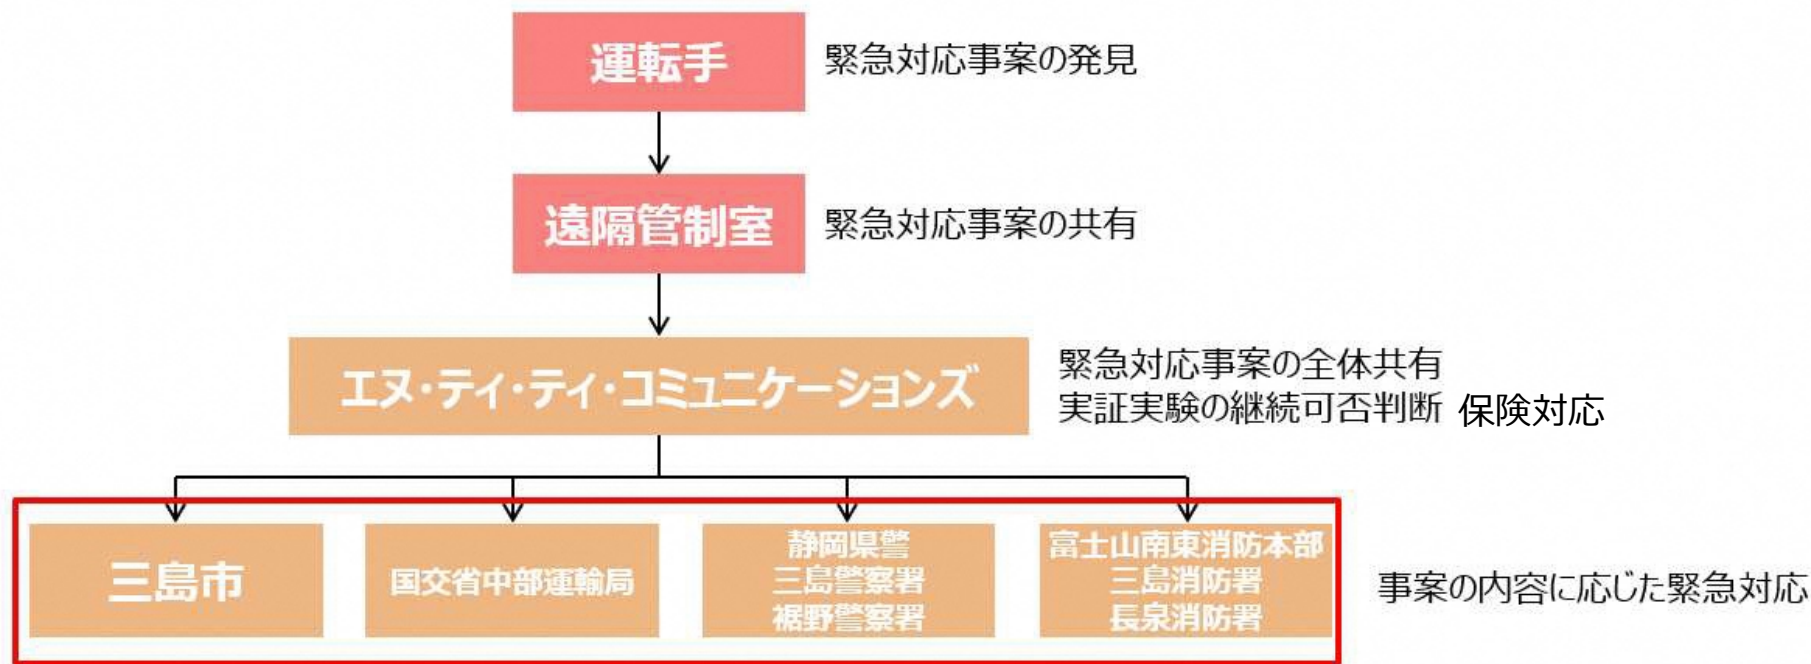 運転手
緊急対応事案の発見
遠隔管制室
緊急対応事案の共有
エヌ・ティ・ティ・コミュニケーションズ
緊急対応事案の全体共有
実証実験の継続可否判断 保険対応
三島市
国交省中部運輸局
静岡県警
三島警察署
裾野警察署
富士山南東消防本部
三島消防署
長泉消防署
事案の内容に応じた緊急対応